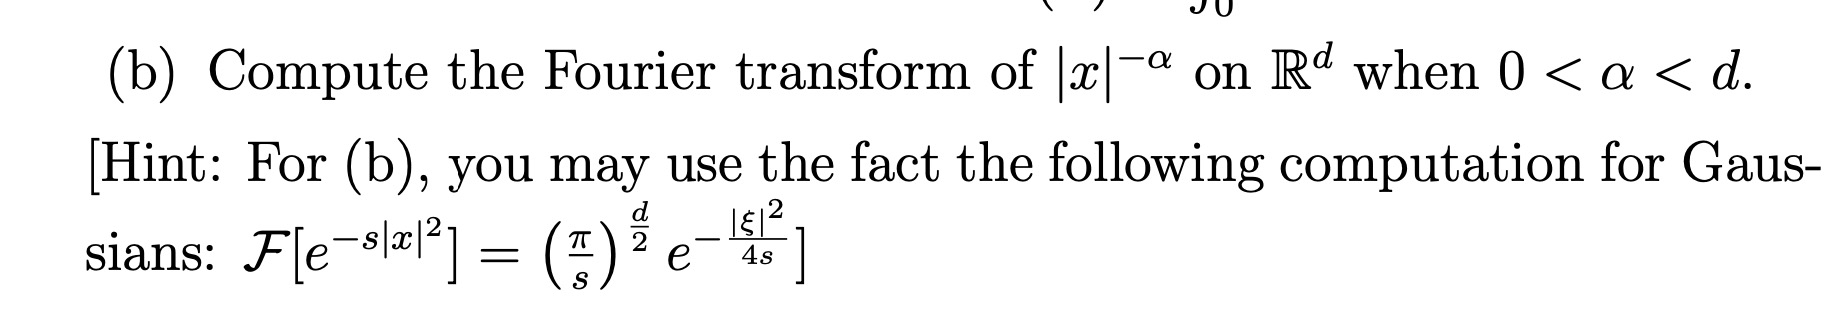 (b) Compute the Fourier transform of |x|^{−α} on ℝ^d when 0 < α < d.
[Hint: For (b), you may use the fact the following computation for Gaus-
sians: ℱ[e^{−s|x|^2}] = (π/s)^{d/2} e^{−|ξ|^2/4s}]